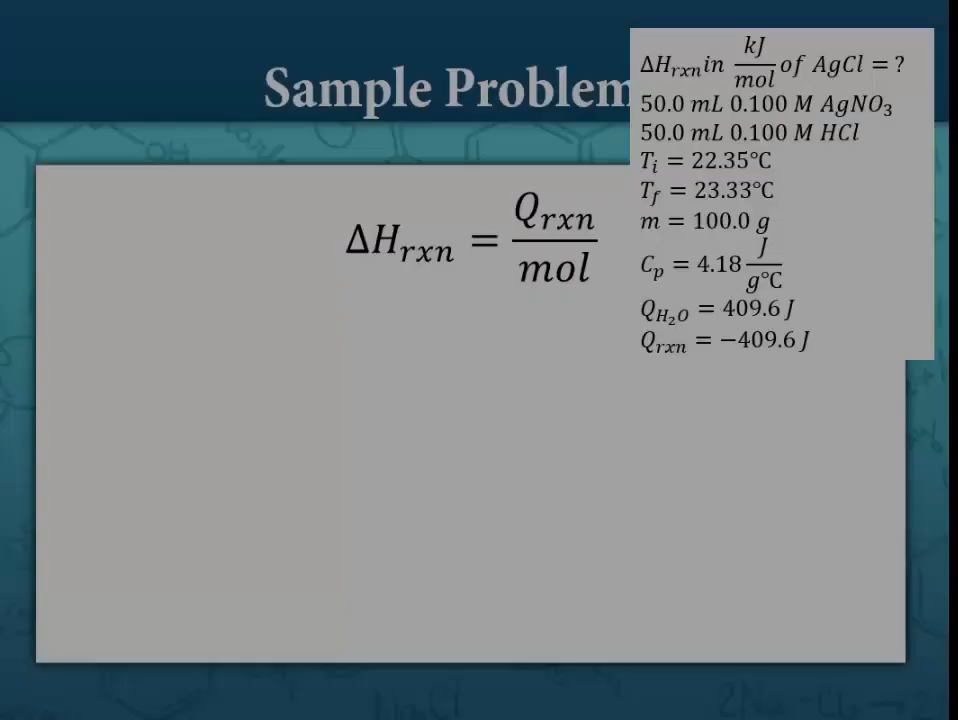 Sample Problem
ΔH_rxn in kJ/mol of AgCl = ?
50.0 mL 0.100 M AgNO₃
50.0 mL 0.100 M HCl
T_i = 22.35°C
T_f = 23.33°C
m = 100.0 g
C_p = 4.18 J/g°C
Q_H₂O = 409.6 J
Q_rxn = −409.6 J
ΔH_rxn = Q_rxn/mol